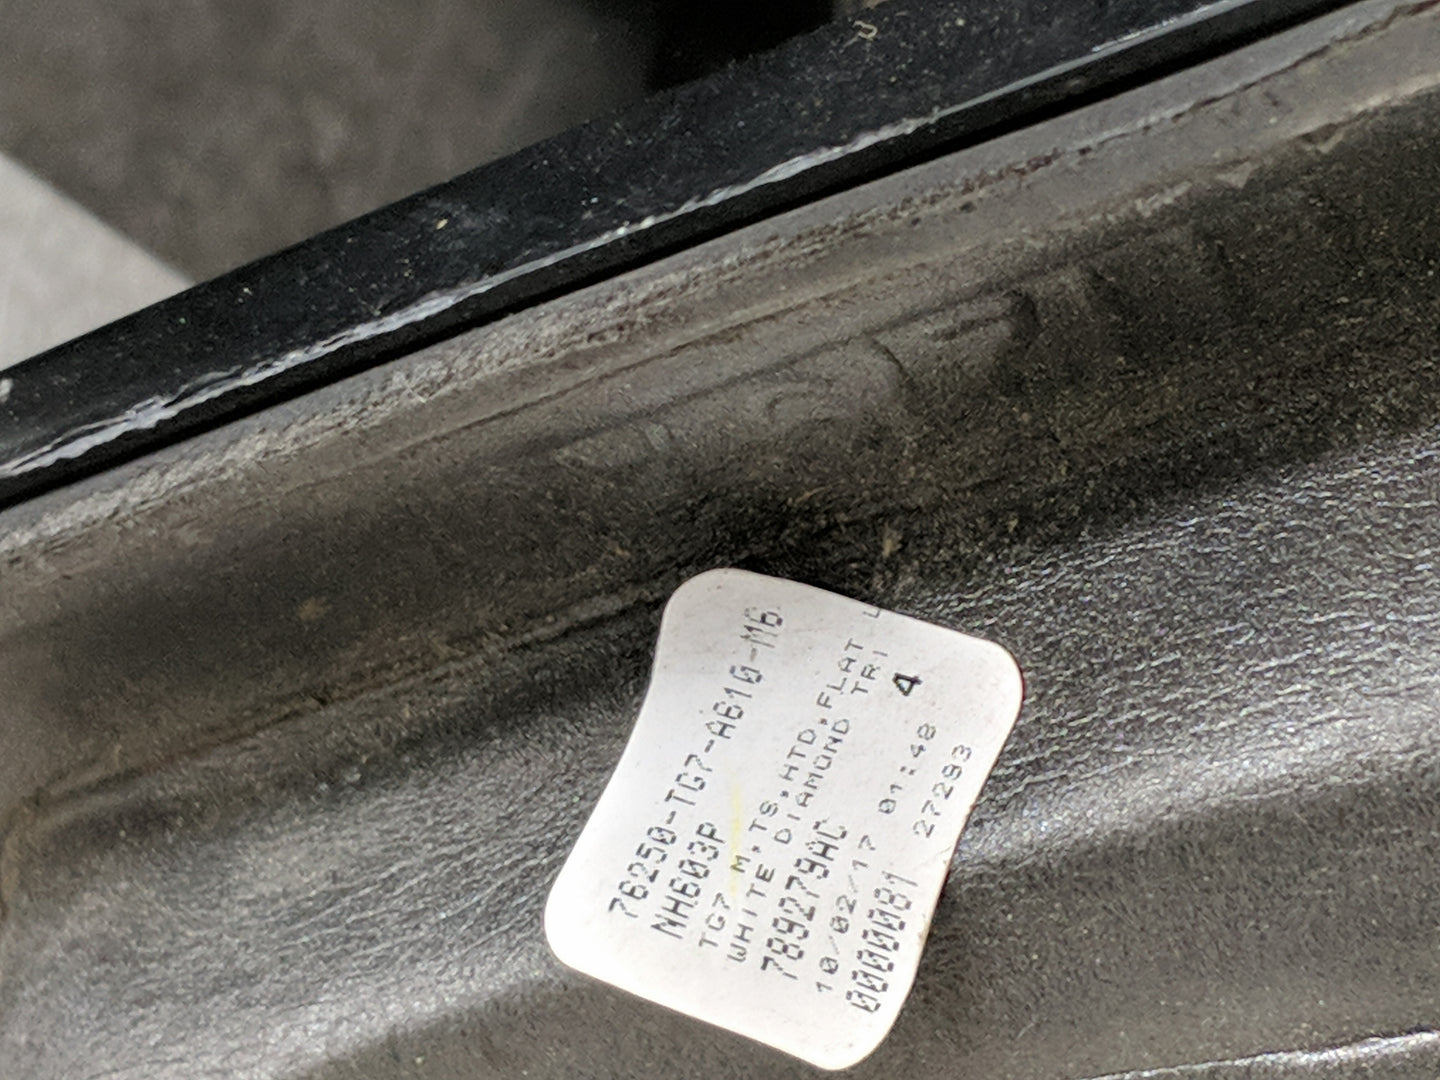 76250-TG7-A610-M6
NH603P
TG7 M,TS,HTD,FLAT L
WHITE DIAMOND TRI
789279AC 4
10/02/17 01:48
0000081 27293